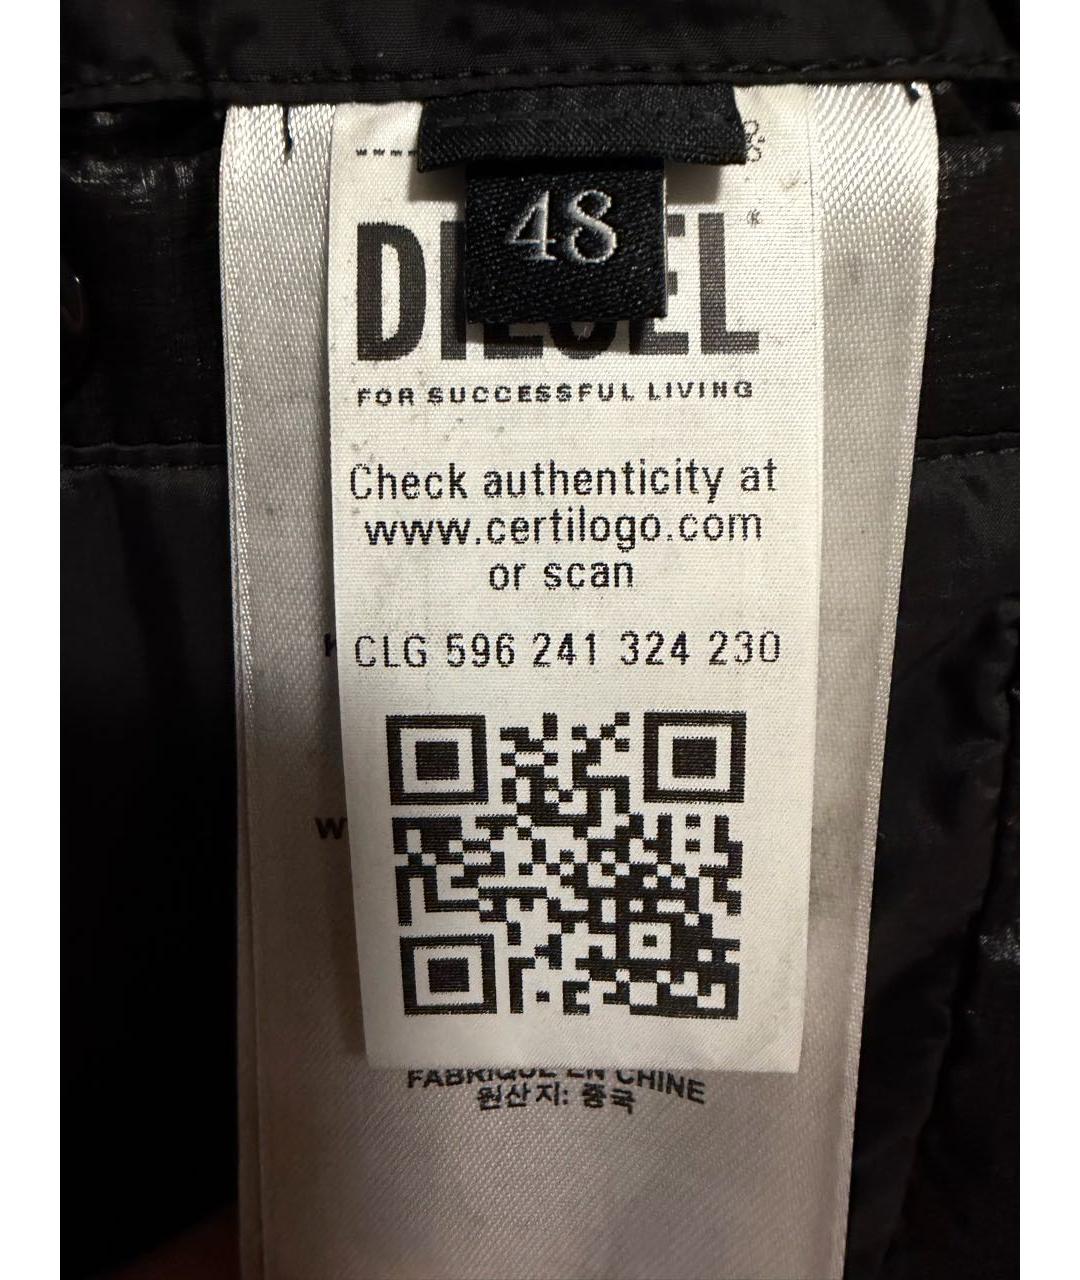 48
DIESEL
®
FOR SUCCESSFUL LIVING
Check authenticity at
www.certilogo.com
or scan
CLG 596 241 324 230
FABRIQUE EN CHINE
원산지: 중국